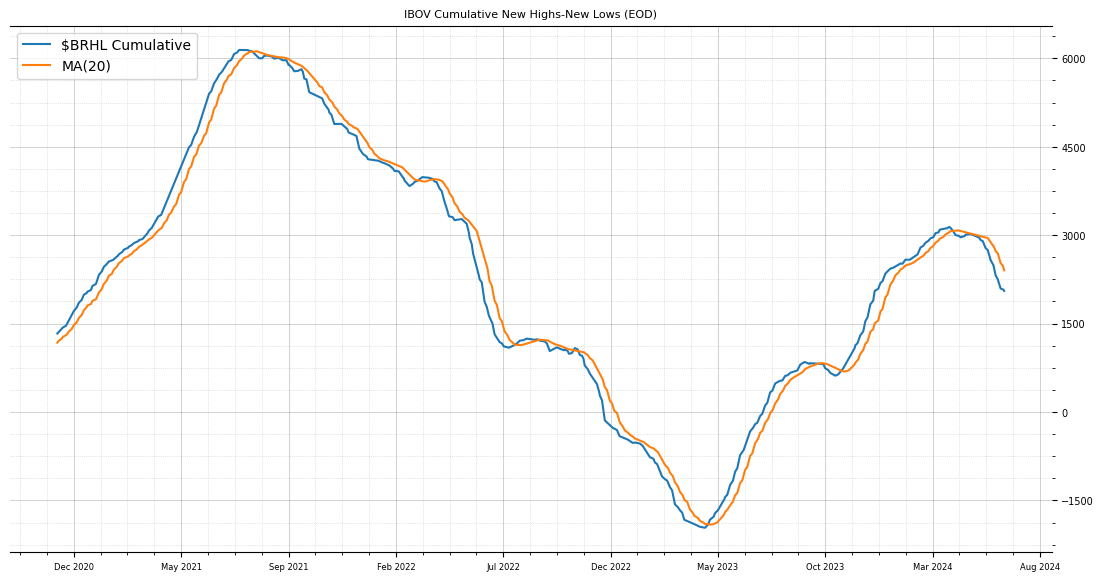 IBOV Cumulative New Highs-New Lows (EOD)
$BRHL Cumulative
MA(20)
6000
4500
3000
1500
0
−1500
Dec 2020 May 2021 Sep 2021 Feb 2022 Jul 2022 Dec 2022 May 2023 Oct 2023 Mar 2024 Aug 2024